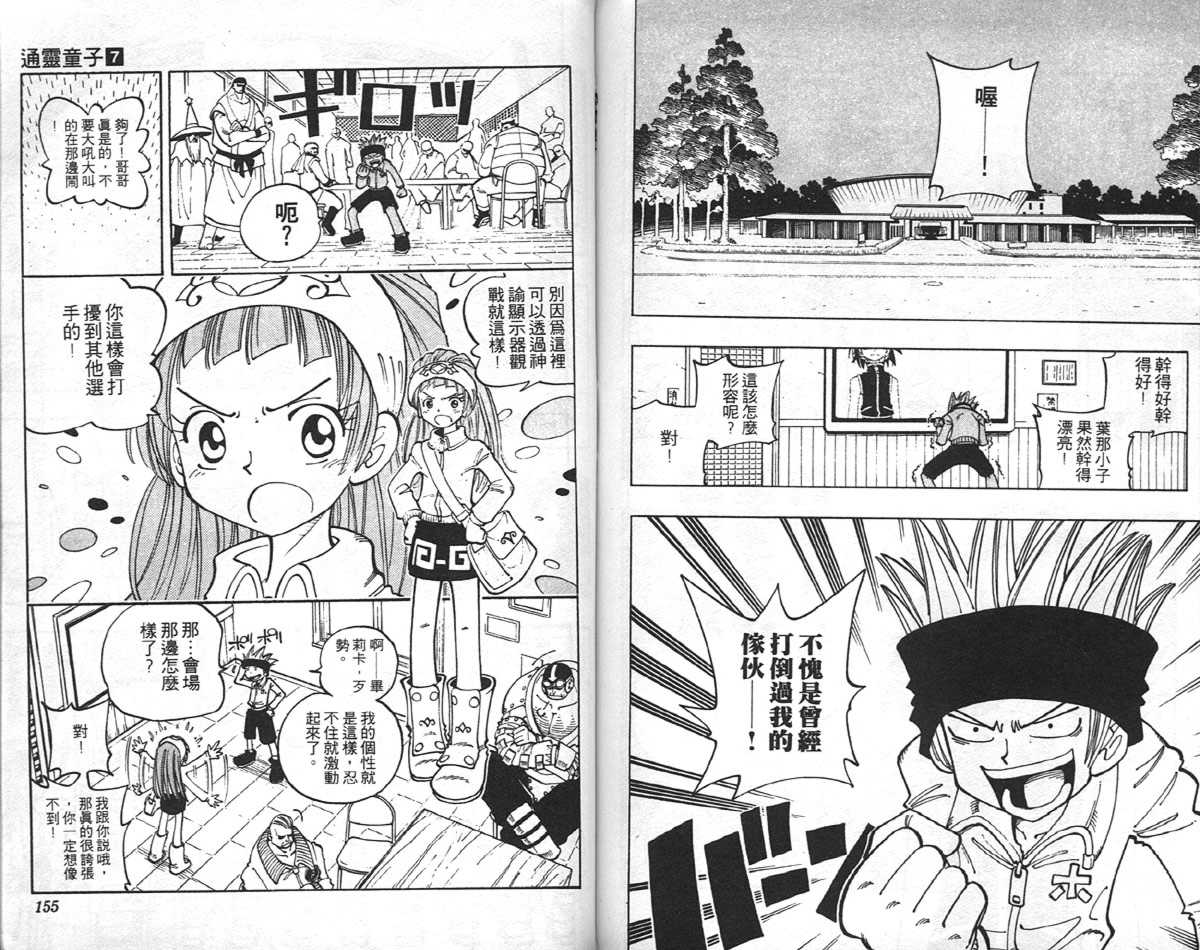 喔
——！
幹得好幹
得好！
葉那小子
果然幹得
漂亮！
這該怎麼
形容呢？
對！
不愧是曾經
打倒過我的
傢伙——！
バン
ホ
通靈童子7
ギロッ
呃？
夠了！哥哥
真是的，不
要大吼大叫
的在那邊鬧
！
別因為這裡
可以透過神
諭顯示器觀
戰就這樣！
你這樣會打
擾到其他選
手的！
ポリ
ポリ
啊——畢
莉卡，歹
勢。
我的個性就
是這樣，忍
不住就激動
起來了。
那…會場
那邊怎麼
樣了？
對！
我跟你說哦，
那真的很誇張
，你一定想像
不到！
155